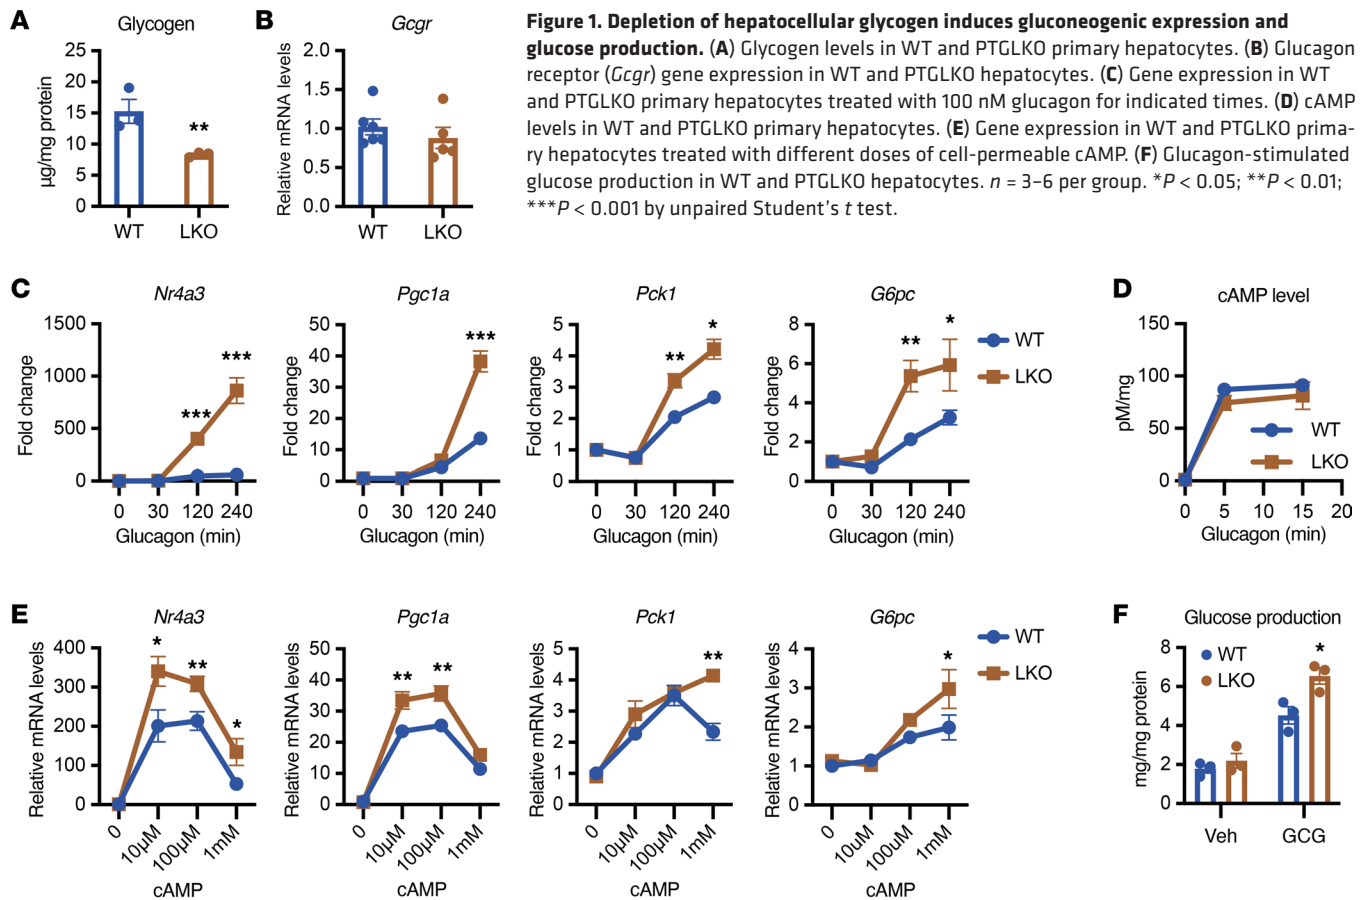 A
Glycogen
25
20
15
10
5
0
µg/mg protein
**
WT
LKO
B
Gcgr
2.0
1.5
1.0
0.5
0.0
Relative mRNA levels
WT
LKO
Figure 1. Depletion of hepatocellular glycogen induces gluconeogenic expression and
glucose production. (A) Glycogen levels in WT and PTGLKO primary hepatocytes. (B) Glucagon
receptor (Gcgr) gene expression in WT and PTGLKO hepatocytes. (C) Gene expression in WT
and PTGLKO primary hepatocytes treated with 100 nM glucagon for indicated times. (D) cAMP
levels in WT and PTGLKO primary hepatocytes. (E) Gene expression in WT and PTGLKO prima-
ry hepatocytes treated with different doses of cell-permeable cAMP. (F) Glucagon-stimulated
glucose production in WT and PTGLKO hepatocytes. n = 3–6 per group. *P < 0.05; **P < 0.01;
***P < 0.001 by unpaired Student's t test.
C
Nr4a3
1500
1000
500
0
Fold change
***
***
0 30 120 240
Glucagon (min)
Pgc1a
50
40
30
20
10
0
Fold change
***
0 30 120 240
Glucagon (min)
Pck1
5
4
3
2
1
0
Fold change
**
*
0 30 120 240
Glucagon (min)
G6pc
8
6
4
2
0
Fold change
**
*
0 30 120 240
Glucagon (min)
WT
LKO
D
cAMP level
150
100
50
0
pM/mg
WT
LKO
0 5 10 15 20
Glucagon (min)
E
Nr4a3
400
300
200
100
0
Relative mRNA levels
*
**
*
0 10µM 100µM 1mM
cAMP
Pgc1a
50
40
30
20
10
0
Relative mRNA levels
**
**
0 10µM 100µM 1mM
cAMP
Pck1
5
4
3
2
1
0
Relative mRNA levels
**
0 10µM 100µM 1mM
cAMP
G6pc
4
3
2
1
0
Relative mRNA levels
*
0 10uM 100uM 1mM
cAMP
WT
LKO
F
Glucose production
8
6
4
2
0
mg/mg protein
WT
LKO
*
Veh
GCG